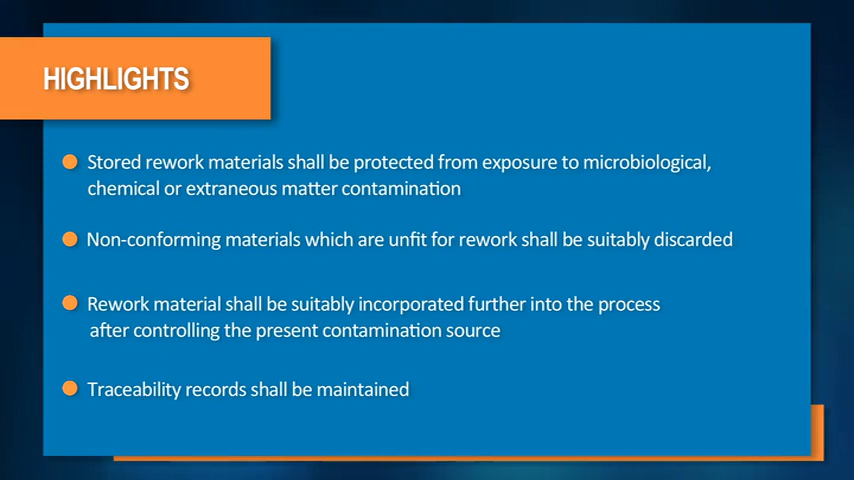 HIGHLIGHTS
Stored rework materials shall be protected from exposure to microbiological,
chemical or extraneous matter contamination
Non-conforming materials which are unfit for rework shall be suitably discarded
Rework material shall be suitably incorporated further into the process
after controlling the present contamination source
Traceability records shall be maintained